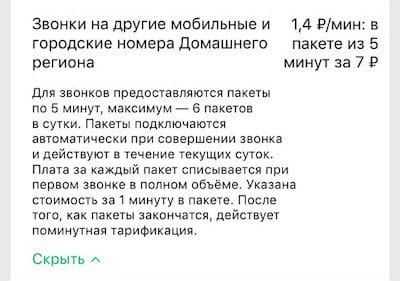 Звонки на другие мобильные и
городские номера Домашнего
региона
1,4 ₽/мин: в
пакете из 5
минут за 7 ₽
Для звонков предоставляются пакеты
по 5 минут, максимум — 6 пакетов
в сутки. Пакеты подключаются
автоматически при совершении звонка
и действуют в течение текущих суток.
Плата за каждый пакет списывается при
первом звонке в полном объёме. Указана
стоимость за 1 минуту в пакете. После
того, как пакеты закончатся, действует
поминутная тарификация.
Скрыть